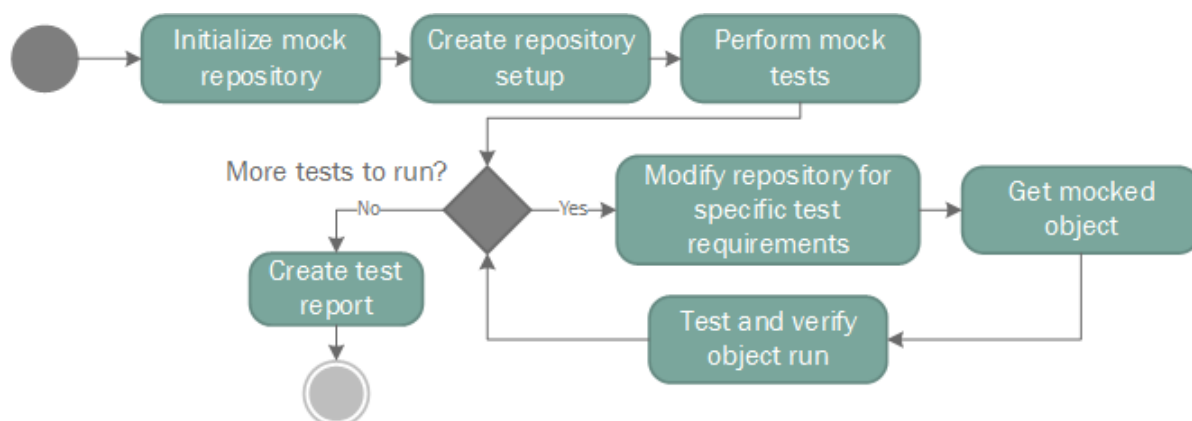 Initialize mock
repository
Create repository
setup
Perform mock
tests
More tests to run?
No
Yes
Modify repository for
specific test
requirements
Get mocked
object
Create test
report
Test and verify
object run